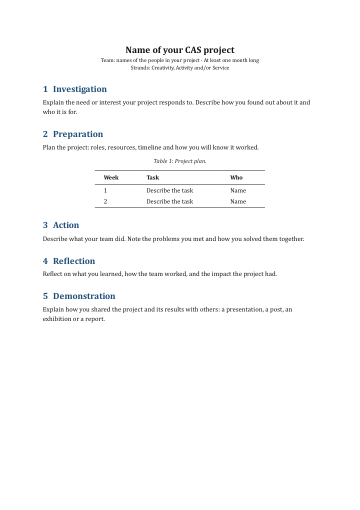 Name of your CAS project
Team: names of the people in your project · At least one month long
Strands: Creativity, Activity and/or Service
1 Investigation
Explain the need or interest your project responds to. Describe how you found out about it and
who it is for.
2 Preparation
Plan the project: roles, resources, timeline and how you will know it worked.
Table 1: Project plan.
Week Task Who
1 Describe the task Name
2 Describe the task Name
3 Action
Describe what your team did. Note the problems you met and how you solved them together.
4 Reflection
Reflect on what you learned, how the team worked, and the impact the project had.
5 Demonstration
Explain how you shared the project and its results with others: a presentation, a post, an
exhibition or a report.